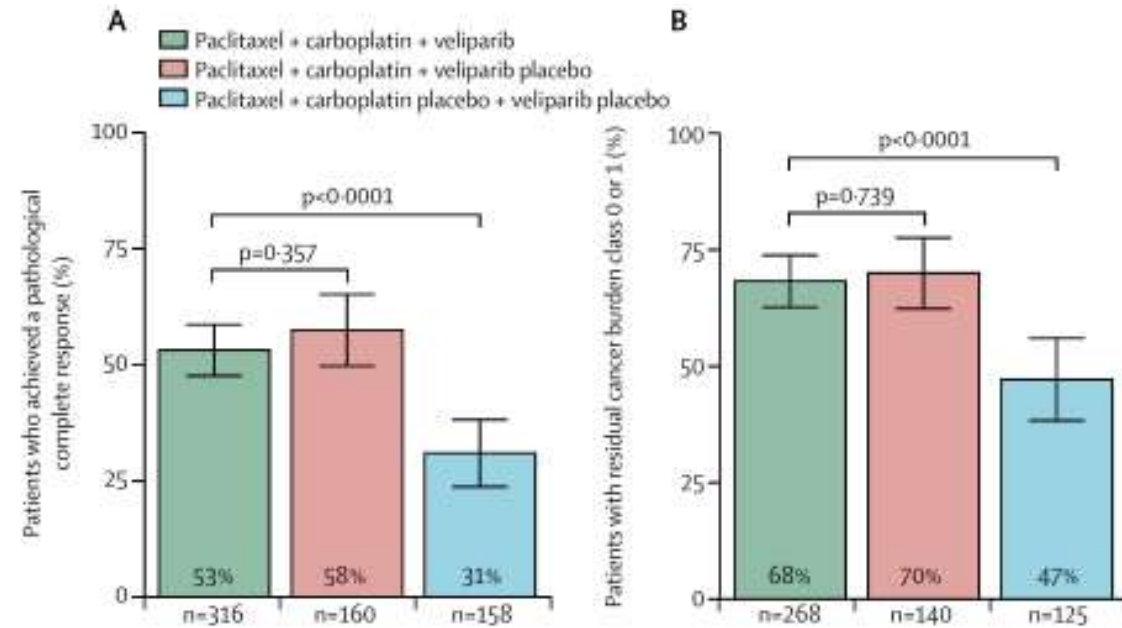 A
Paclitaxel + carboplatin + veliparib
Paclitaxel + carboplatin + veliparib placebo
Paclitaxel + carboplatin placebo + veliparib placebo
Patients who achieved a pathological
complete response (%)
100
75
50
25
0
p<0·0001
p=0·357
53%
58%
31%
n=316
n=160
n=158
B
Patients with residual cancer burden class 0 or 1 (%)
100
75
50
25
0
p<0·0001
p=0·739
68%
70%
47%
n=268
n=140
n=125